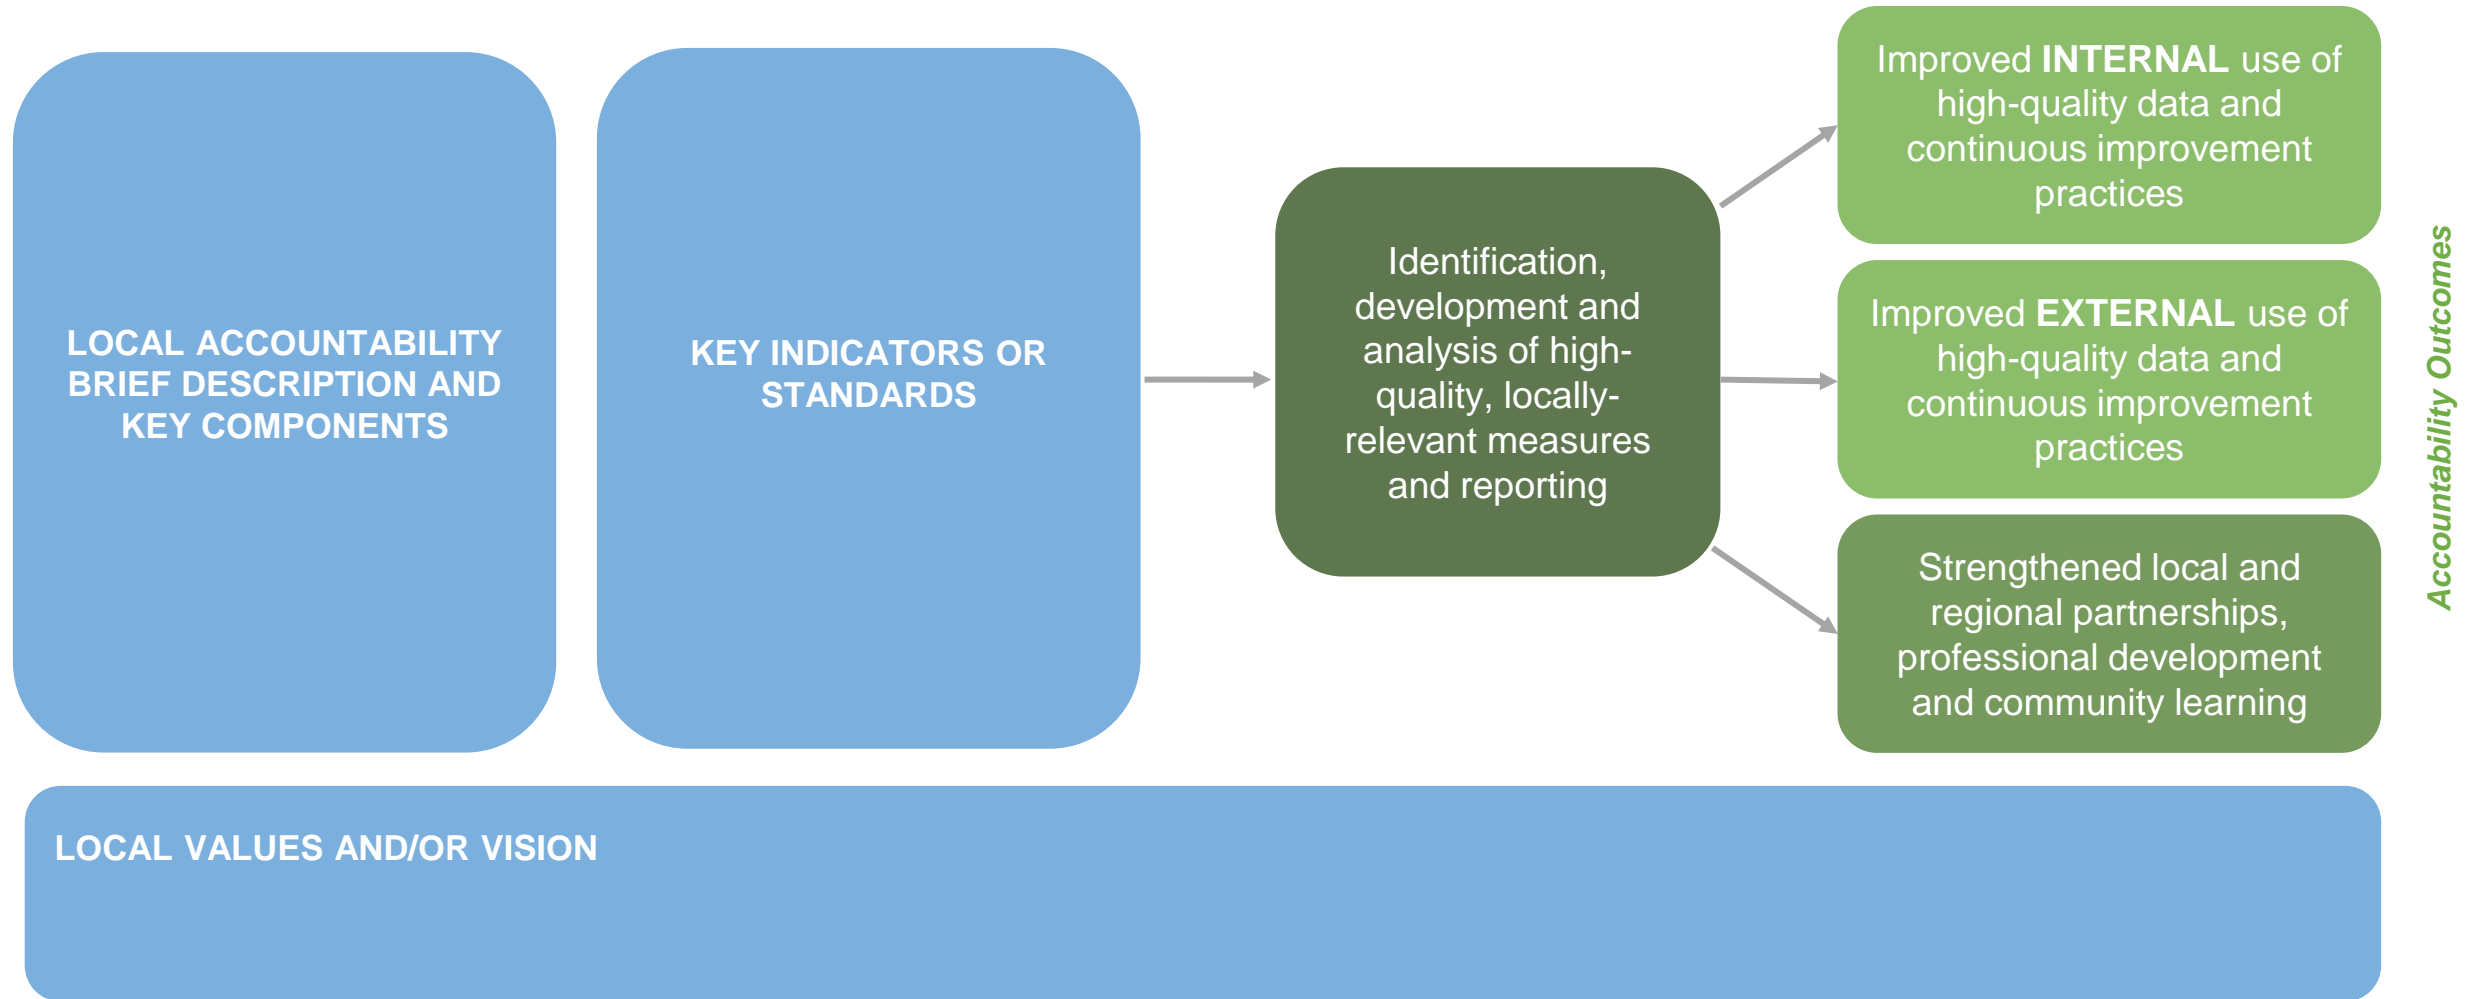 LOCAL ACCOUNTABILITY
BRIEF DESCRIPTION AND
KEY COMPONENTS
KEY INDICATORS OR
STANDARDS
Identification,
development and
analysis of high-
quality, locally-
relevant measures
and reporting
Improved INTERNAL use of
high-quality data and
continuous improvement
practices
Improved EXTERNAL use of
high-quality data and
continuous improvement
practices
Strengthened local and
regional partnerships,
professional development
and community learning
Accountability Outcomes
LOCAL VALUES AND/OR VISION